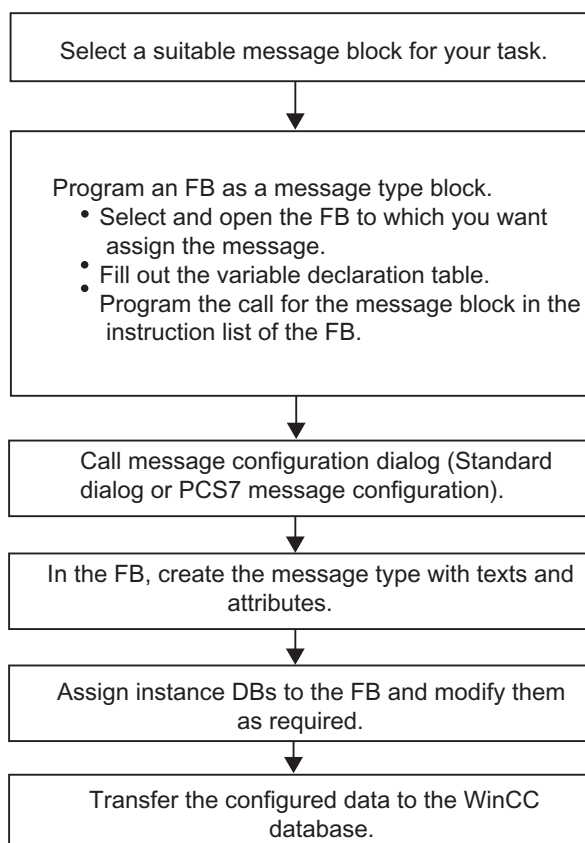 Select a suitable message block for your task.
Program an FB as a message type block.
• Select and open the FB to which you want
assign the message.
• Fill out the variable declaration table.
• Program the call for the message block in the
instruction list of the FB.
Call message configuration dialog (Standard
dialog or PCS7 message configuration).
In the FB, create the message type with texts and
attributes.
Assign instance DBs to the FB and modify them
as required.
Transfer the configured data to the WinCC
database.